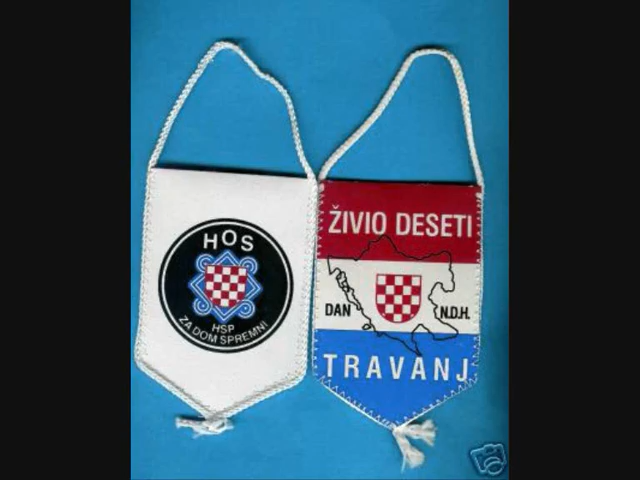 HOS
HSP
ZA DOM SPREMNI
ŽIVIO DESETI
DAN N.D.H.
TRAVANJ